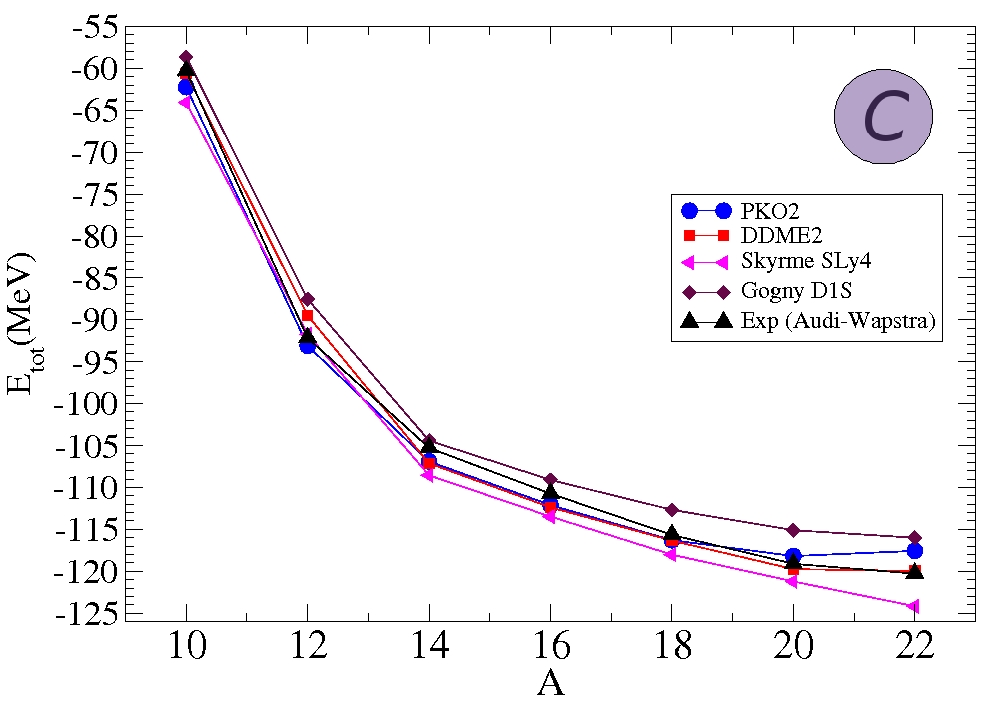 -55
-60
-65
-70
-75
-80
-85
-90
-95
-100
-105
-110
-115
-120
-125
E_tot(MeV)
C
PKO2
DDME2
Skyrme SLy4
Gogny D1S
Exp (Audi-Wapstra)
10 12 14 16 18 20 22
A